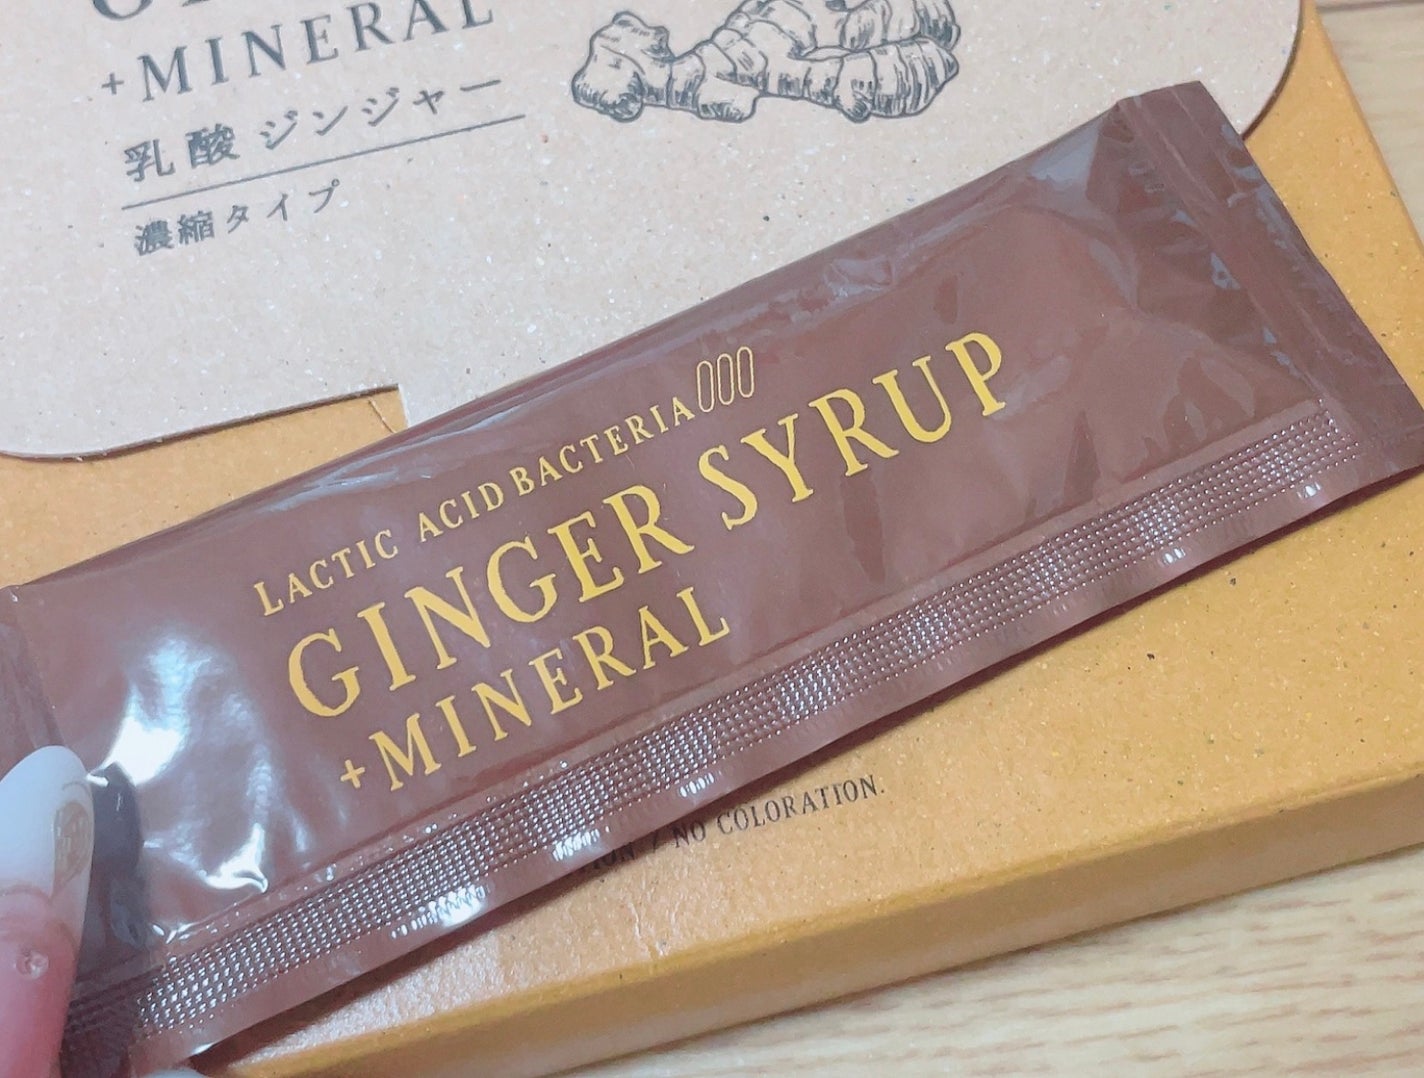 +MINERAL
乳酸ジンジャー
濃縮タイプ
LACTIC ACID BACTERIA
GINGER SYRUP
+MINERAL
/ NO COLORATION.